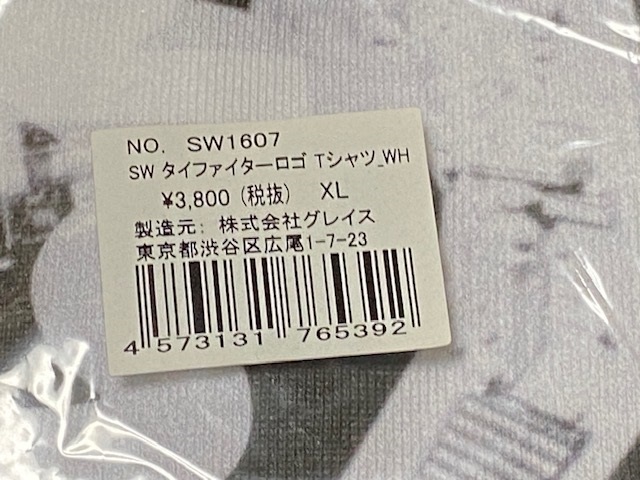 NO. SW1607
SW タイファイターロゴ Tシャツ_WH
¥3,800 (税抜) XL
製造元: 株式会社グレイス
東京都渋谷区広尾1-7-23
4 573131 765392